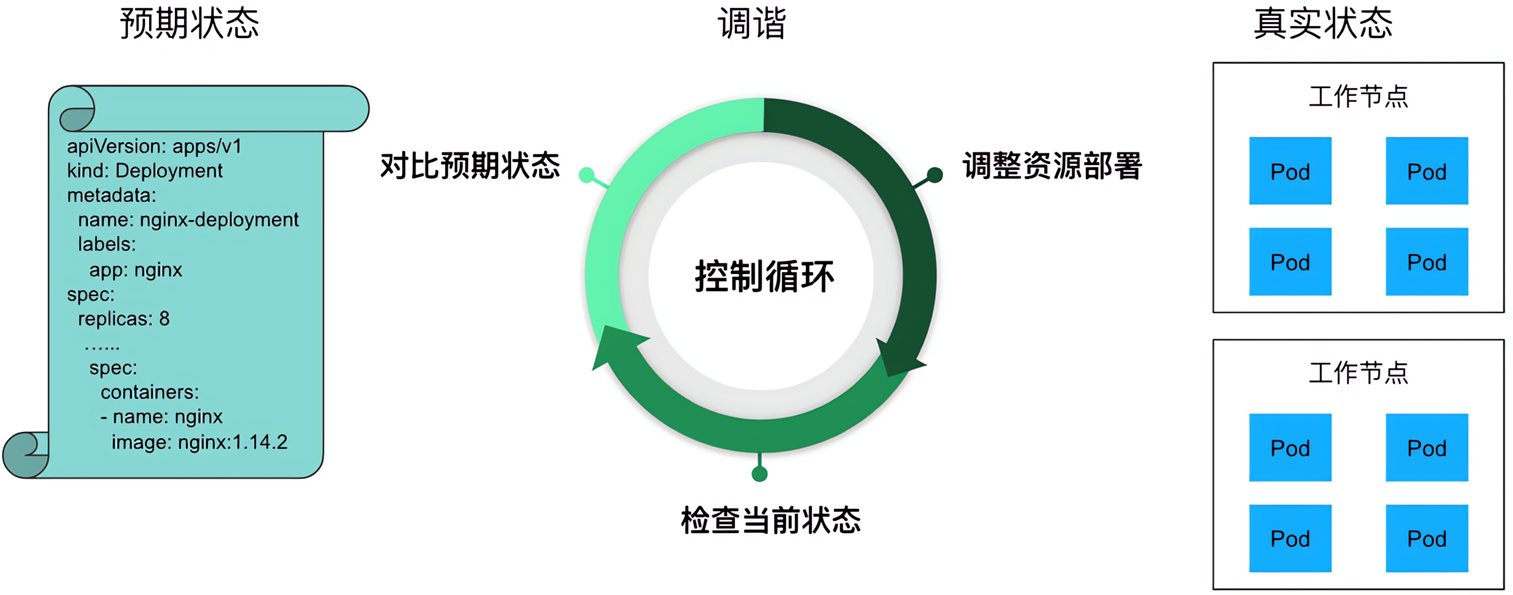 预期状态
apiVersion: apps/v1
kind: Deployment
metadata:
  name: nginx-deployment
  labels:
    app: nginx
spec:
  replicas: 8
   ......
    spec:
      containers:
      - name: nginx
        image: nginx:1.14.2
调谐
对比预期状态
调整资源部署
控制循环
检查当前状态
真实状态
工作节点
Pod
Pod
Pod
Pod
工作节点
Pod
Pod
Pod
Pod